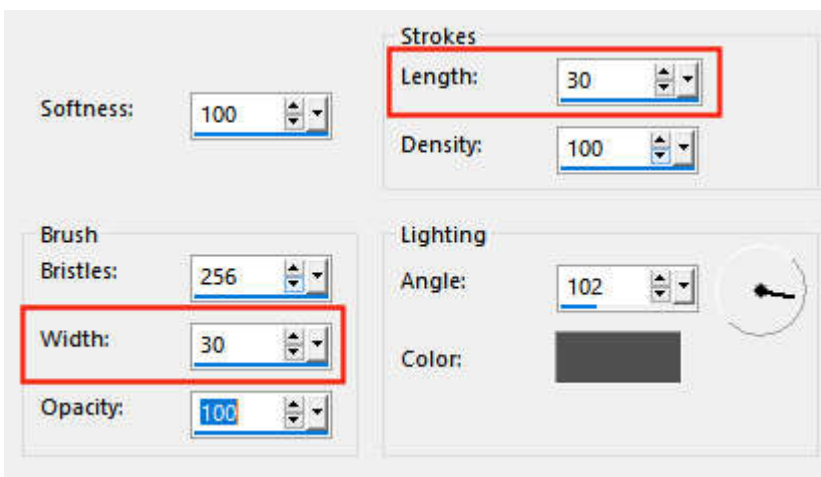 Strokes
Length: 30
Softness: 100
Density: 100
Brush
Bristles: 256
Width: 30
Opacity: 100
Lighting
Angle: 102
Color: